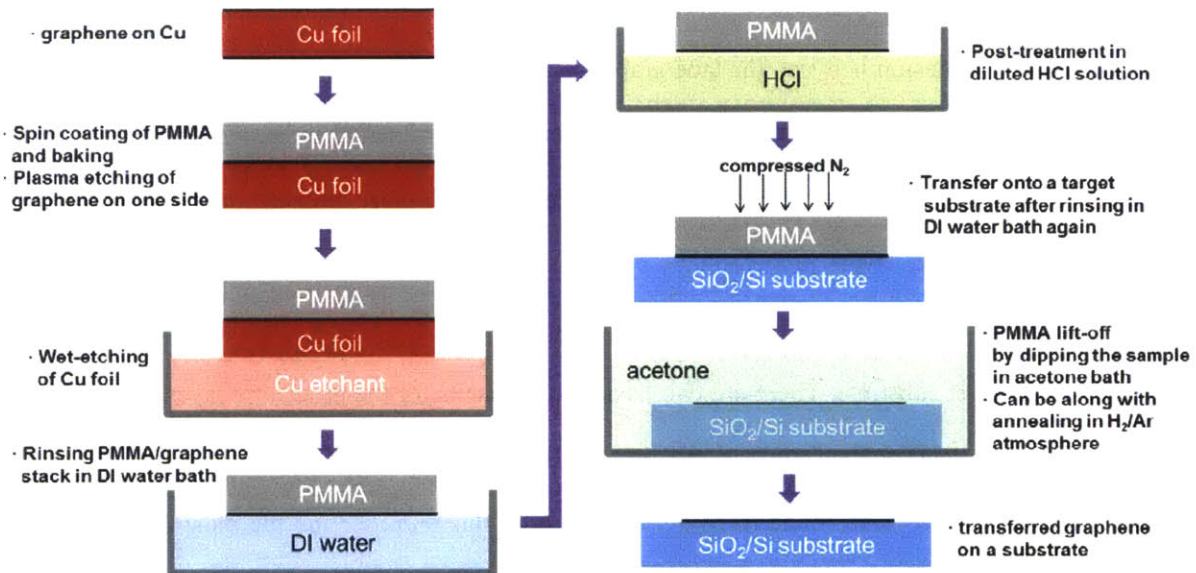 · graphene on Cu
Cu foil
· Spin coating of PMMA
and baking
· Plasma etching of
graphene on one side
PMMA
Cu foil
· Wet-etching
of Cu foil
PMMA
Cu foil
Cu etchant
· Rinsing PMMA/graphene
stack in DI water bath
PMMA
DI water
PMMA
HCl
· Post-treatment in
diluted HCl solution
compressed N₂
PMMA
SiO₂/Si substrate
· Transfer onto a target
substrate after rinsing in
DI water bath again
acetone
SiO₂/Si substrate
· PMMA lift-off
by dipping the sample
in acetone bath
· Can be along with
annealing in H₂/Ar
atmosphere
SiO₂/Si substrate
· transferred graphene
on a substrate